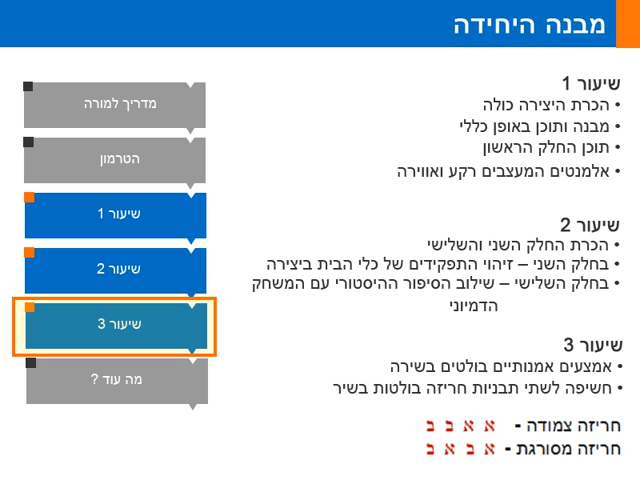 מבנה היחידה
שיעור 1
• הכרת היצירה כולה
• מבנה ותוכן באופן כללי
• תוכן החלק הראשון
• אלמנטים המעצבים רקע ואווירה
שיעור 2
• הכרת החלק השני והשלישי
• בחלק השני – זיהוי התפקידים של כלי הבית ביצירה
• בחלק השלישי – שילוב הסיפור ההיסטורי עם המשחק
הדמיוני
שיעור 3
• אמצעים אמנותיים בולטים בשירה
• חשיפה לשתי תבניות חריזה בולטות בשיר
חריזה צמודה - א א ב ב
חריזה מסורגת - א ב א ב
מדריך למורה
הטרמון
שיעור 1
שיעור 2
שיעור 3
מה עוד ?